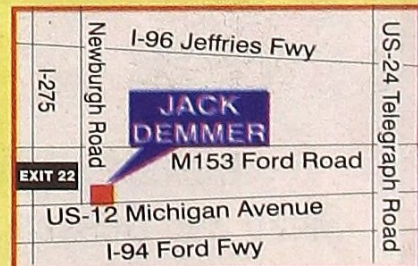 I-96 Jeffries Fwy
I-275
Newburgh Road
US-24 Telegraph Road
JACK
DEMMER
M153 Ford Road
EXIT 22
US-12 Michigan Avenue
I-94 Ford Fwy